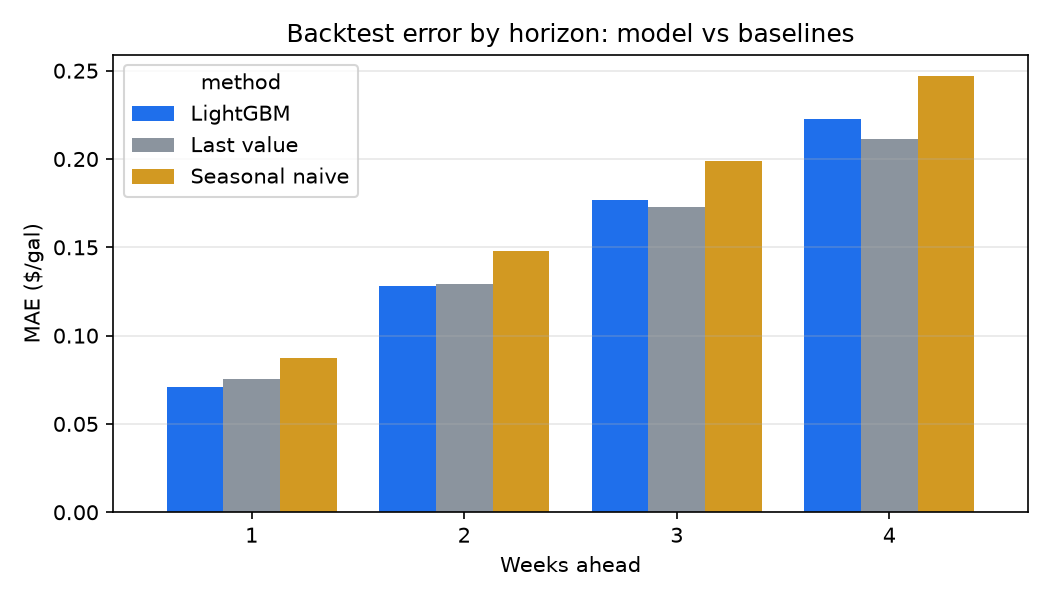 Backtest error by horizon: model vs baselines
method
LightGBM
Last value
Seasonal naive
MAE ($/gal)
0.25
0.20
0.15
0.10
0.05
0.00
1 2 3 4
Weeks ahead